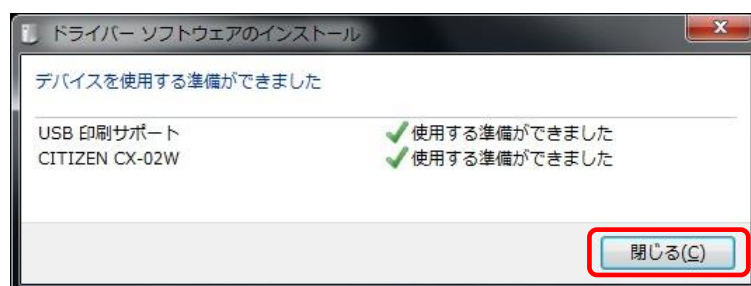 ドライバー ソフトウェアのインストール
デバイスを使用する準備ができました
USB 印刷サポート 使用する準備ができました
CITIZEN CX-02W 使用する準備ができました
閉じる(C)